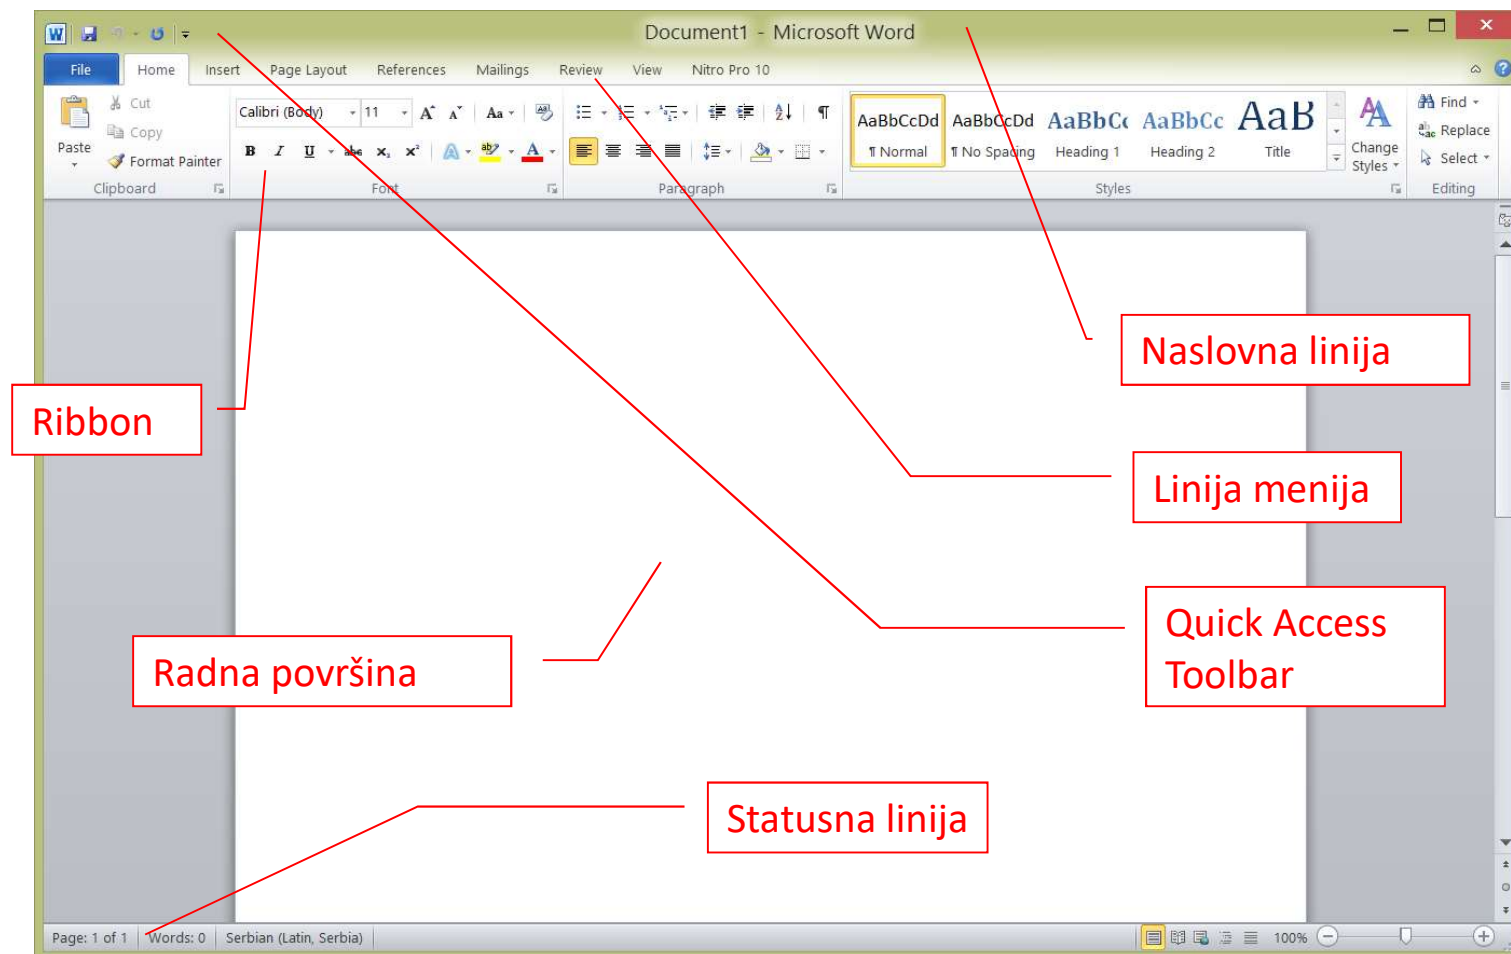 Document1 - Microsoft Word
File Home Insert Page Layout References Mailings Review View Nitro Pro 10
Cut
Copy
Paste
Format Painter
Clipboard
Calibri (Body) 11
Font
Paragraph
AaBbCcDd AaBbCcDd AaBbCc AaBbCc AaB
¶ Normal ¶ No Spacing Heading 1 Heading 2 Title
Change
Styles
Styles
Find
Replace
Select
Editing
Naslovna linija
Ribbon
Linija menija
Quick Access
Toolbar
Radna površina
Statusna linija
Page: 1 of 1 Words: 0 Serbian (Latin, Serbia) 100%